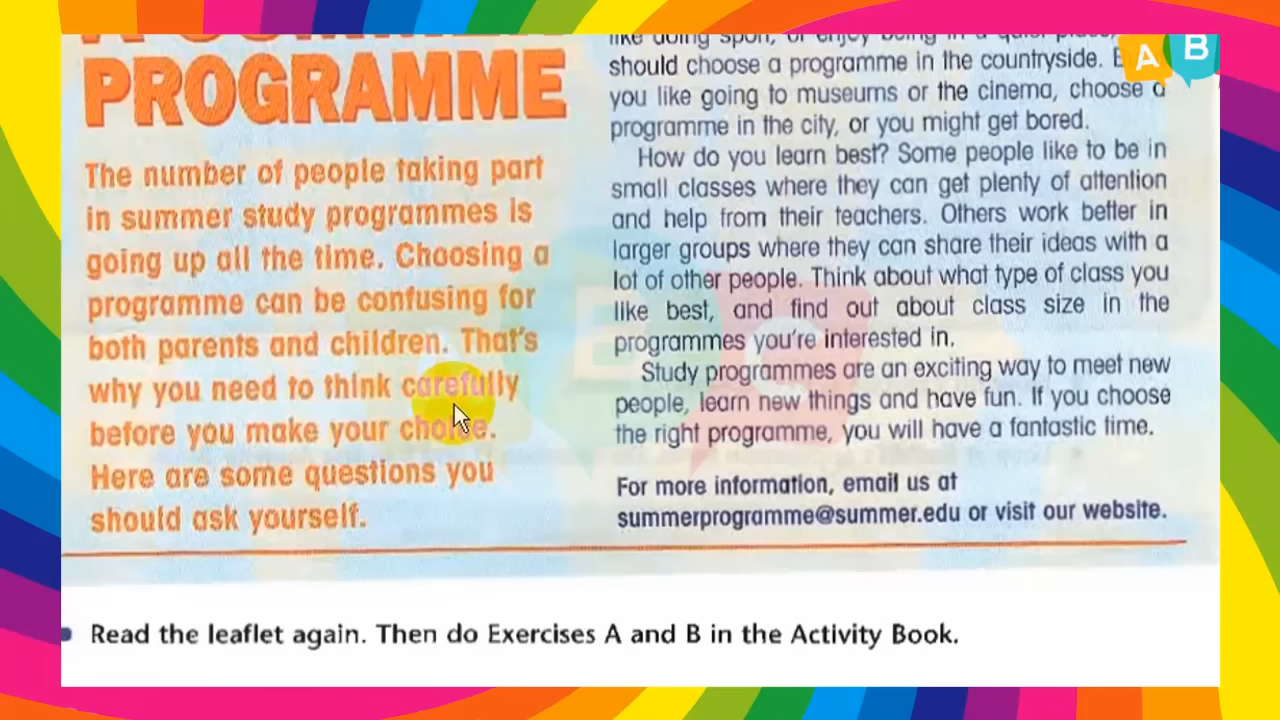 PROGRAMME
The number of people taking part
in summer study programmes is
going up all the time. Choosing a
programme can be confusing for
both parents and children. That's
why you need to think carefully
before you make your choice.
Here are some questions you
should ask yourself.
like doing sport, or enjoy being in a quiet place,
should choose a programme in the countryside.
you like going to museums or the cinema, choose a
programme in the city, or you might get bored.
How do you learn best? Some people like to be in
small classes where they can get plenty of attention
and help from their teachers. Others work better in
larger groups where they can share their ideas with a
lot of other people. Think about what type of class you
like best, and find out about class size in the
programmes you're interested in.
Study programmes are an exciting way to meet new
people, learn new things and have fun. If you choose
the right programme, you will have a fantastic time.
For more information, email us at
summerprogramme@summer.edu or visit our website.
Read the leaflet again. Then do Exercises A and B in the Activity Book.
A B
B